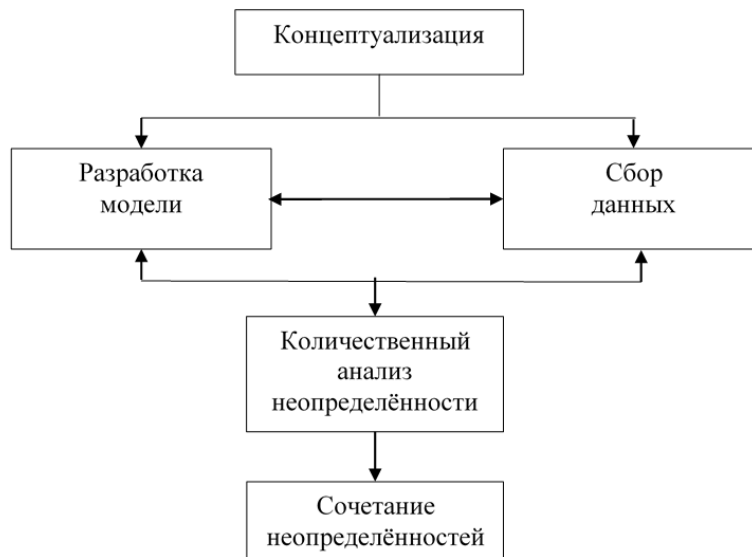 Концептуализация
Разработка
модели
Сбор
данных
Количественный
анализ
неопределённости
Сочетание
неопределённостей